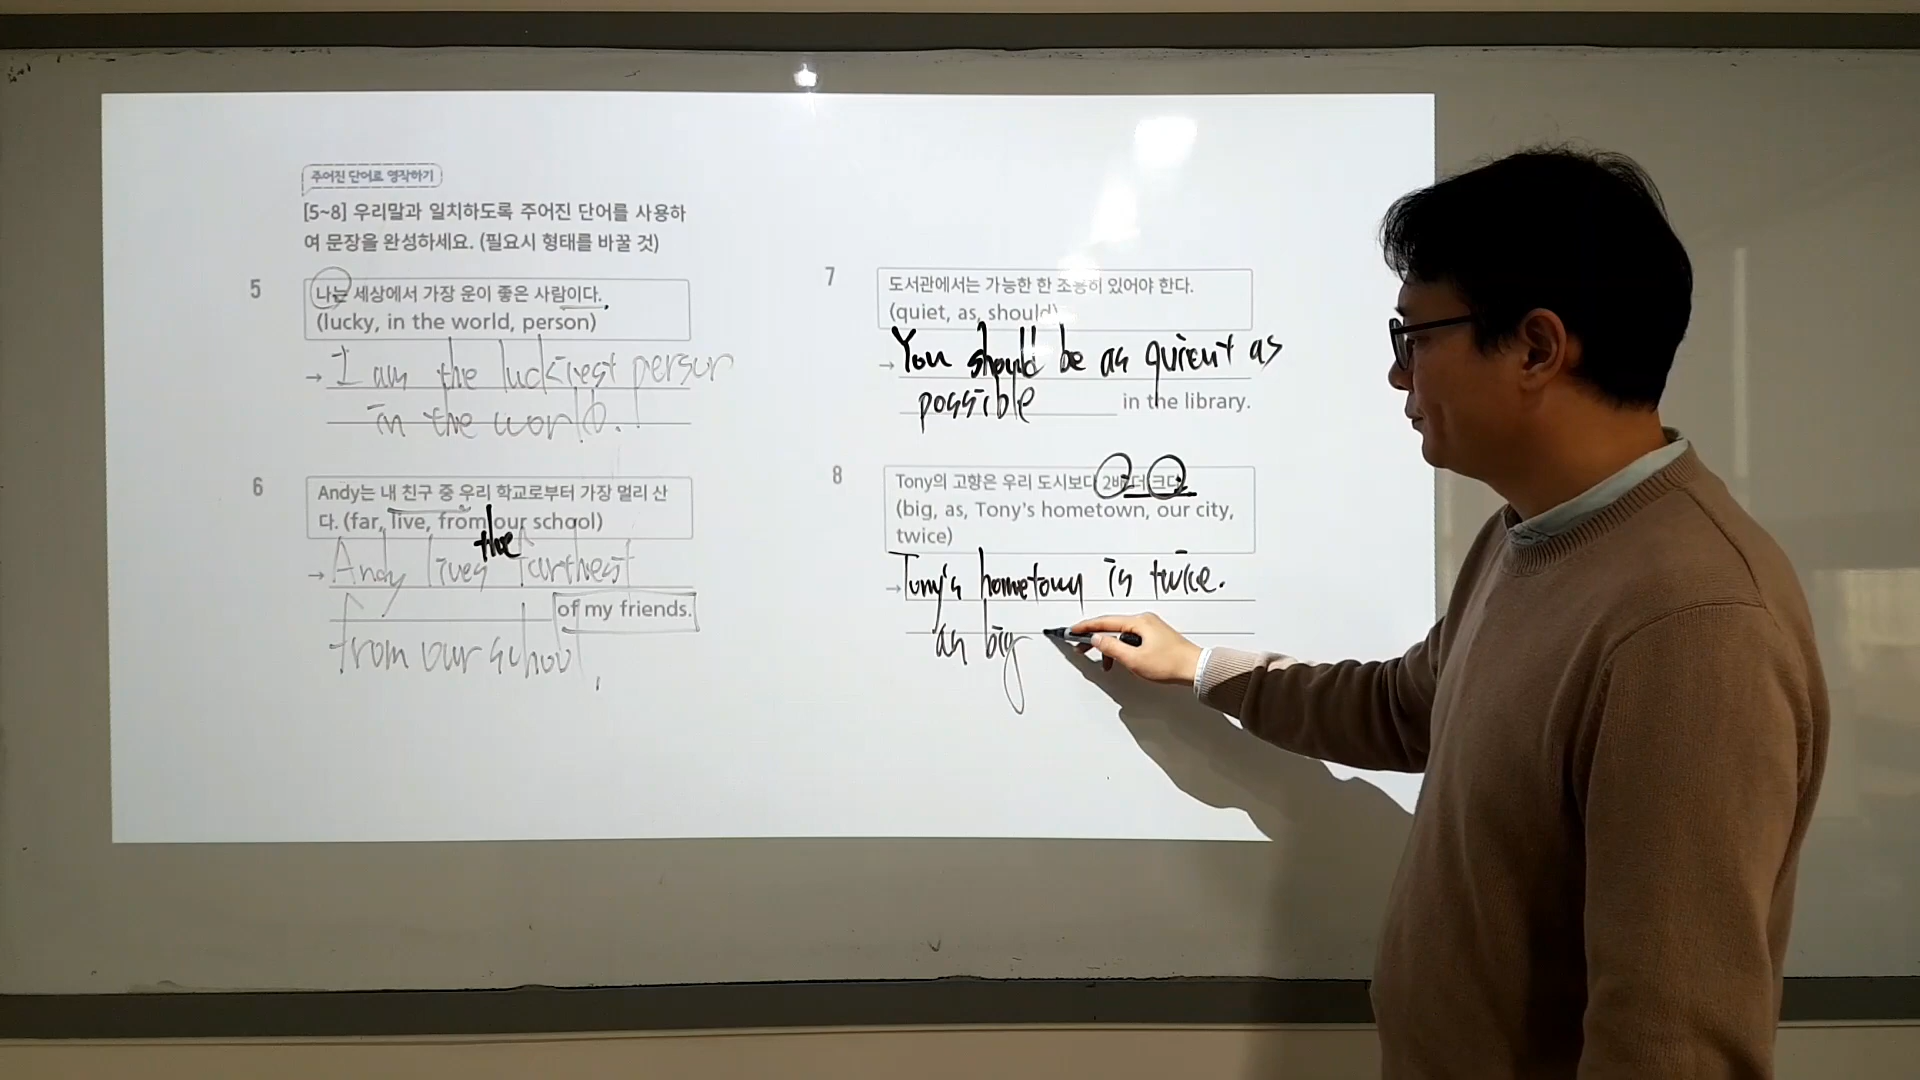 주어진 단어로 영작하기
[5~8] 우리말과 일치하도록 주어진 단어를 사용하
여 문장을 완성하세요. (필요시 형태를 바꿀 것)
5
나는 세상에서 가장 운이 좋은 사람이다.
(lucky, in the world, person)
→ I am the luckiest person
in the world.
6
Andy는 내 친구 중 우리 학교로부터 가장 멀리 산
다. (far, live, from our school)
the
→ Andy lives farthest
of my friends.
from our school
7
도서관에서는 가능한 한 조용히 있어야 한다.
(quiet, as, should)
→ You should be as quient as
possible in the library.
8
Tony의 고향은 우리 도시보다 2배 더 크다.
(big, as, Tony's hometown, our city,
twice)
→ Tony's hometown is twice.
as big